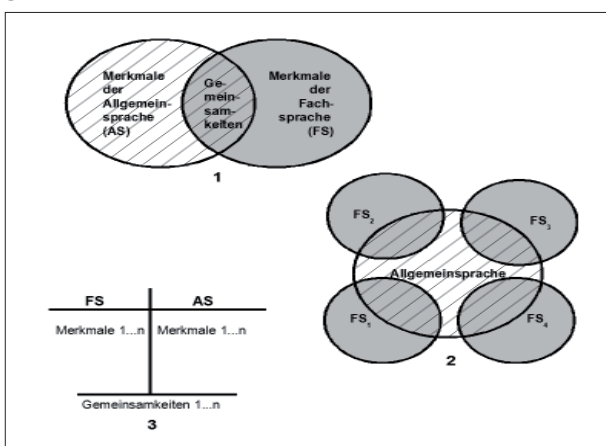 Merkmale
der
Allgemein-
sprache
(AS)
Ge-
mein-
sam-
keiten
Merkmale
der
Fach-
sprache
(FS)
1
FS2
FS3
Allgemeinsprache
FS1
FS4
2
FS AS
Merkmale 1...n Merkmale 1...n
Gemeinsamkeiten 1...n
3